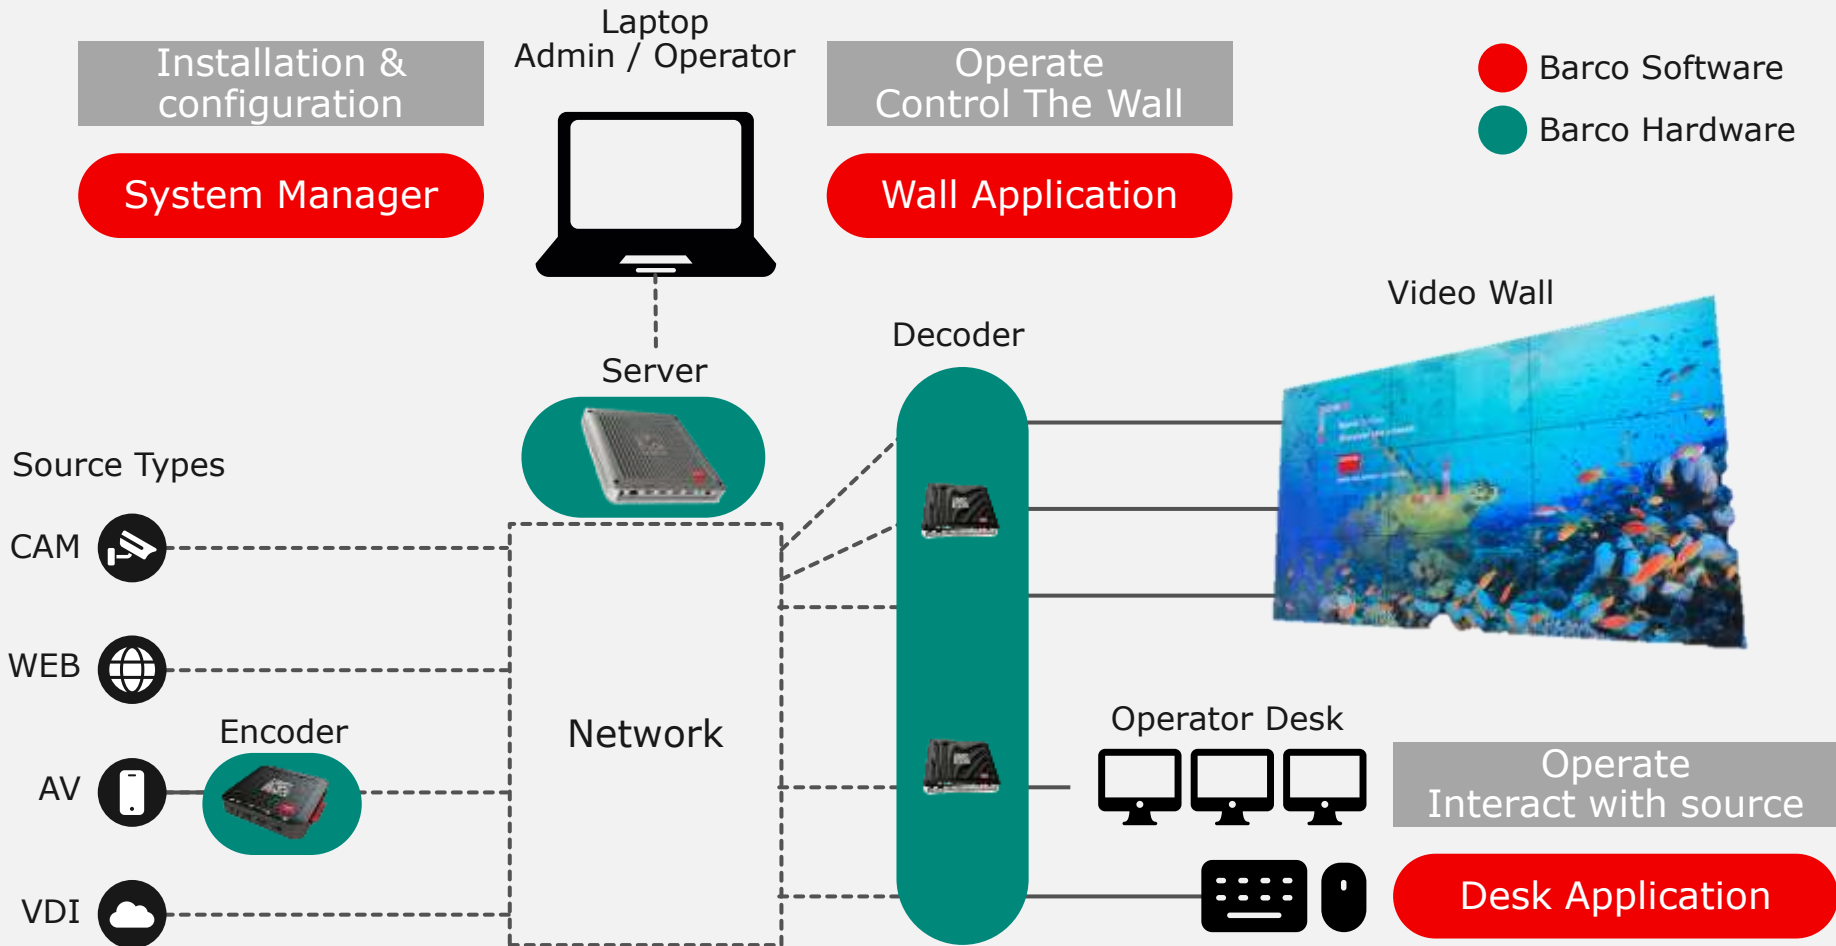 Laptop
Admin / Operator
Installation &
configuration
System Manager
Operate
Control The Wall
Wall Application
Barco Software
Barco Hardware
Video Wall
Decoder
Server
Source Types
CAM
WEB
Encoder
AV
VDI
Network
Operator Desk
Operate
Interact with source
Desk Application